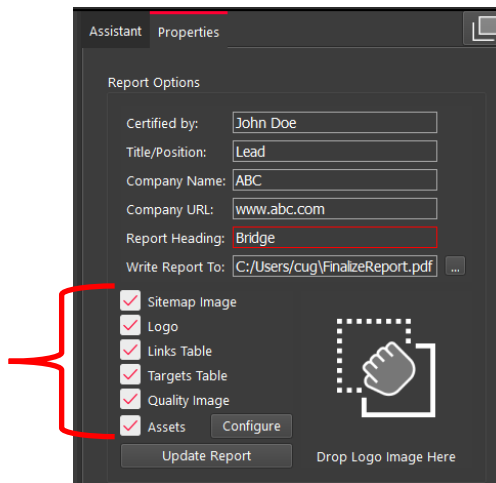 Assistant Properties
Report Options
Certified by: John Doe
Title/Position: Lead
Company Name: ABC
Company URL: www.abc.com
Report Heading: Bridge
Write Report To: C:/Users/cug\FinalizeReport.pdf ...
Sitemap Image
Logo
Links Table
Targets Table
Quality Image
Assets Configure
Update Report Drop Logo Image Here